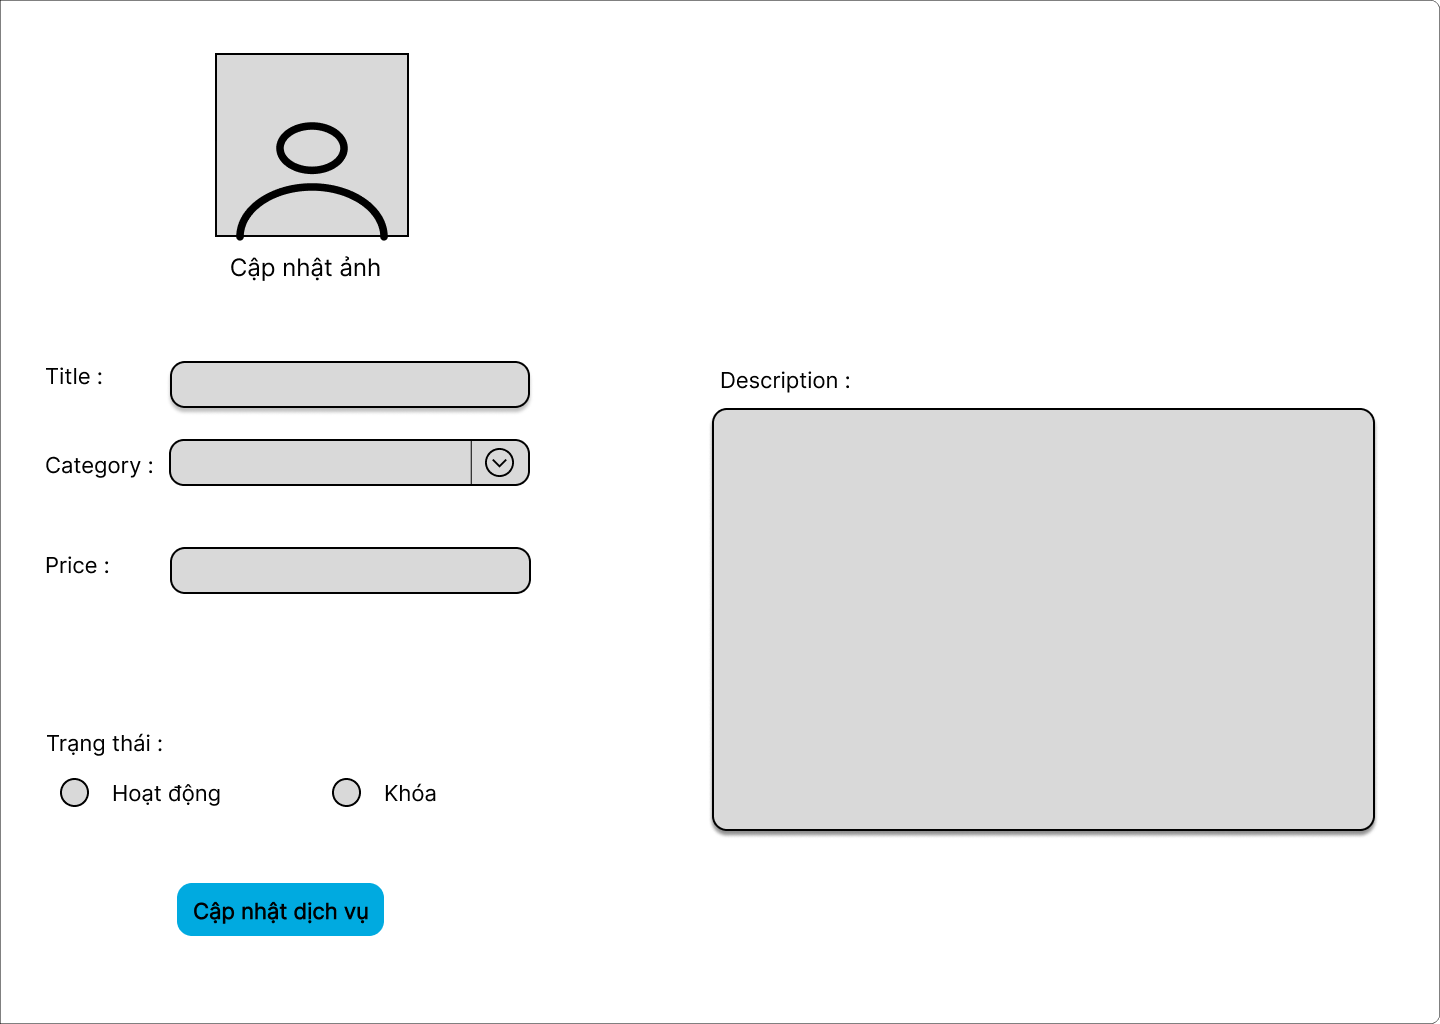 Cập nhật ảnh
Title :
Category :
Price :
Trạng thái :
Hoạt động
Khóa
Cập nhật dịch vụ
Description :